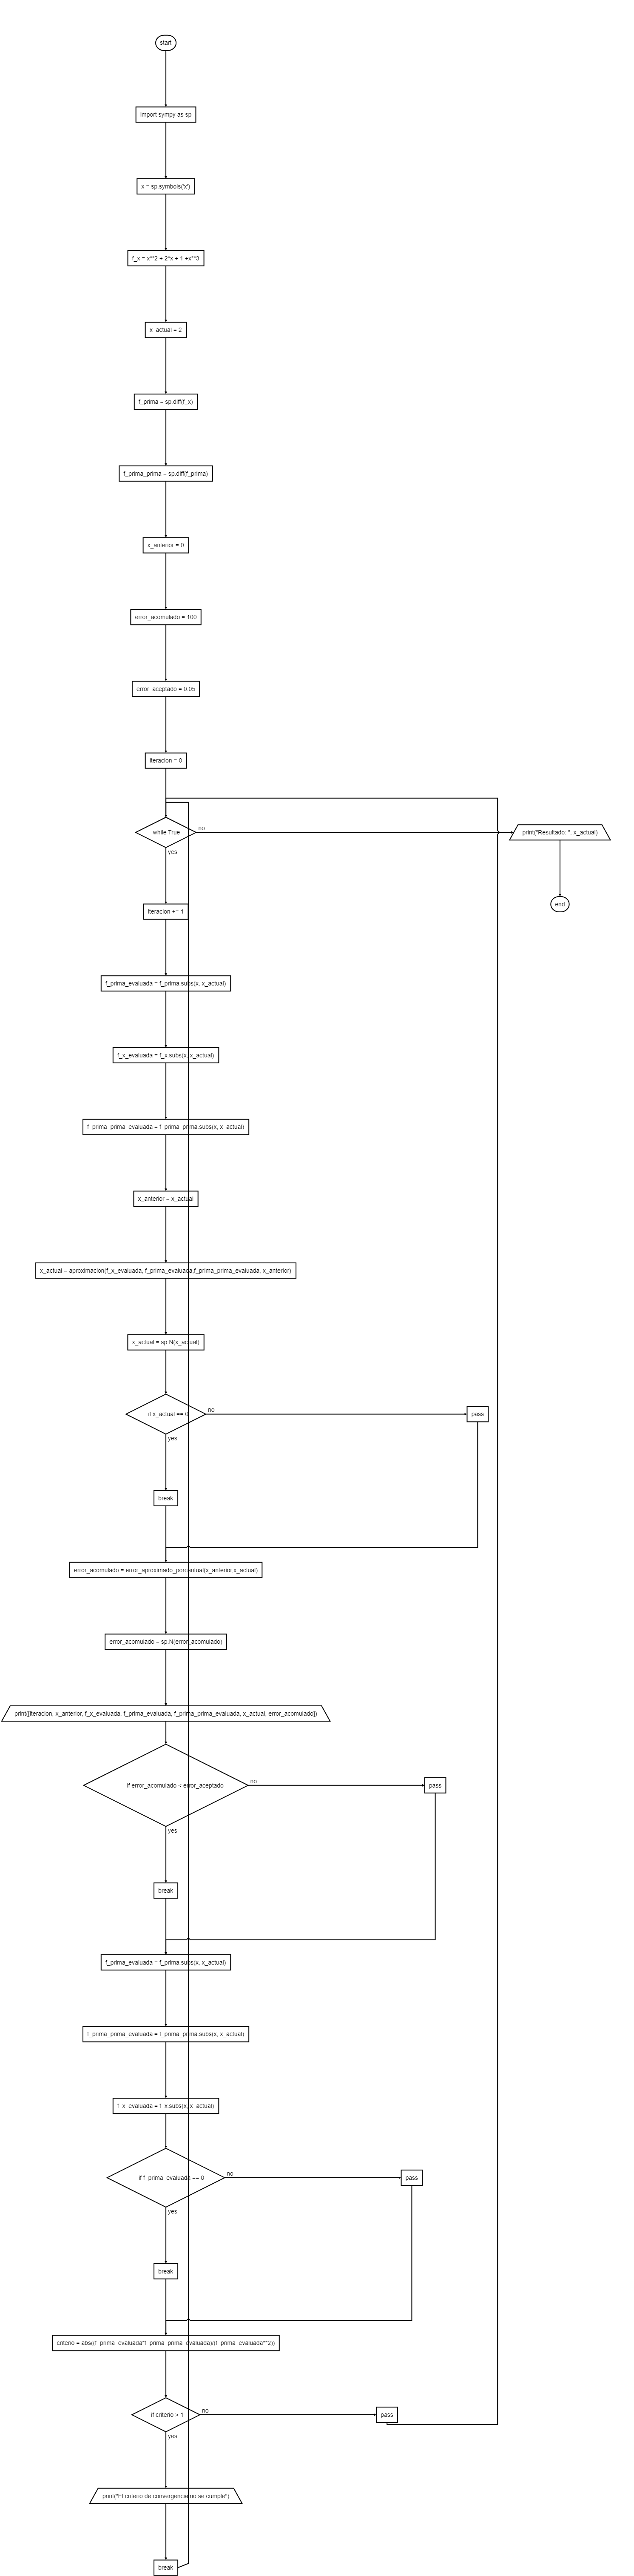 start
import sympy as sp
x = sp.symbols('x')
f_x = x**2 + 2*x + 1 +x**3
x_actual = 2
f_prima = sp.diff(f_x)
f_prima_prima = sp.diff(f_prima)
x_anterior = 0
error_acomulado = 100
error_aceptado = 0.05
iteracion = 0
while True
no
print("Resultado: ", x_actual)
yes
end
iteracion += 1
f_prima_evaluada = f_prima.subs(x, x_actual)
f_x_evaluada = f_x.subs(x, x_actual)
f_prima_prima_evaluada = f_prima_prima.subs(x, x_actual)
x_anterior = x_actual
x_actual = aproximacion(f_x_evaluada, f_prima_evaluada,f_prima_prima_evaluada, x_anterior)
x_actual = sp.N(x_actual)
if x_actual == 0
no
pass
yes
break
error_acomulado = error_aproximado_porcentual(x_anterior,x_actual)
error_acomulado = sp.N(error_acomulado)
print([iteracion, x_anterior, f_x_evaluada, f_prima_evaluada, f_prima_prima_evaluada, x_actual, error_acomulado])
if error_acomulado < error_aceptado
no
pass
yes
break
f_prima_evaluada = f_prima.subs(x, x_actual)
f_prima_prima_evaluada = f_prima_prima.subs(x, x_actual)
f_x_evaluada = f_x.subs(x, x_actual)
if f_prima_evaluada == 0
no
pass
yes
break
criterio = abs((f_prima_evaluada*f_prima_prima_evaluada)/(f_prima_evaluada**2))
if criterio > 1
no
pass
yes
print("El criterio de convergencia no se cumple")
break